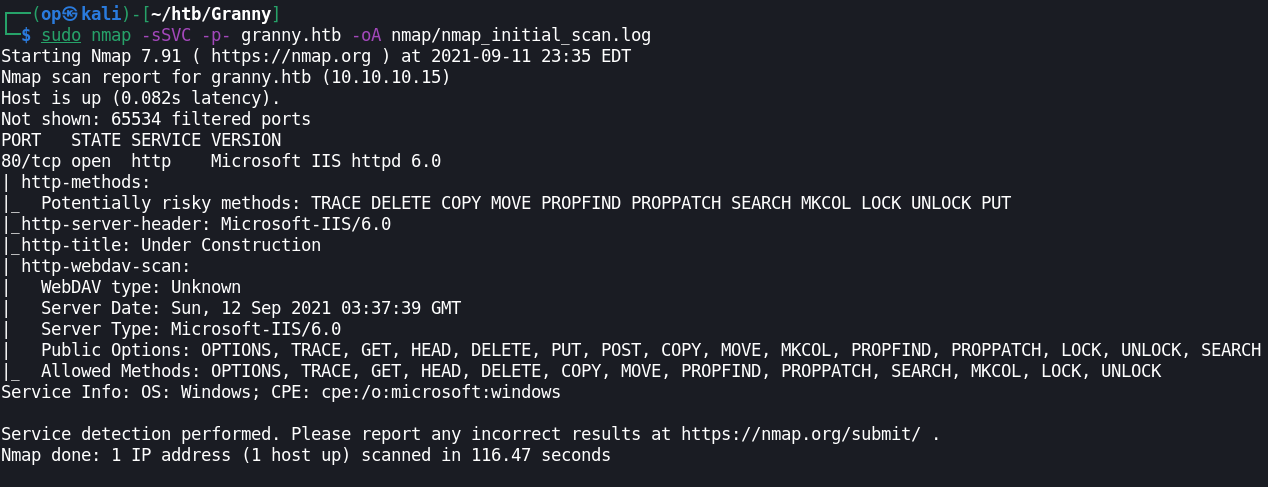 ┌──(op㉿kali)-[~/htb/Granny]
└─$ sudo nmap -sSVC -p- granny.htb -oA nmap/nmap_initial_scan.log
Starting Nmap 7.91 ( https://nmap.org ) at 2021-09-11 23:35 EDT
Nmap scan report for granny.htb (10.10.10.15)
Host is up (0.082s latency).
Not shown: 65534 filtered ports
PORT   STATE SERVICE VERSION
80/tcp open  http    Microsoft IIS httpd 6.0
| http-methods:
|_  Potentially risky methods: TRACE DELETE COPY MOVE PROPFIND PROPPATCH SEARCH MKCOL LOCK UNLOCK PUT
|_http-server-header: Microsoft-IIS/6.0
|_http-title: Under Construction
| http-webdav-scan:
|   WebDAV type: Unknown
|   Server Date: Sun, 12 Sep 2021 03:37:39 GMT
|   Server Type: Microsoft-IIS/6.0
|   Public Options: OPTIONS, TRACE, GET, HEAD, DELETE, PUT, POST, COPY, MOVE, MKCOL, PROPFIND, PROPPATCH, LOCK, UNLOCK, SEARCH
|_  Allowed Methods: OPTIONS, TRACE, GET, HEAD, DELETE, COPY, MOVE, PROPFIND, PROPPATCH, SEARCH, MKCOL, LOCK, UNLOCK
Service Info: OS: Windows; CPE: cpe:/o:microsoft:windows

Service detection performed. Please report any incorrect results at https://nmap.org/submit/ .
Nmap done: 1 IP address (1 host up) scanned in 116.47 seconds